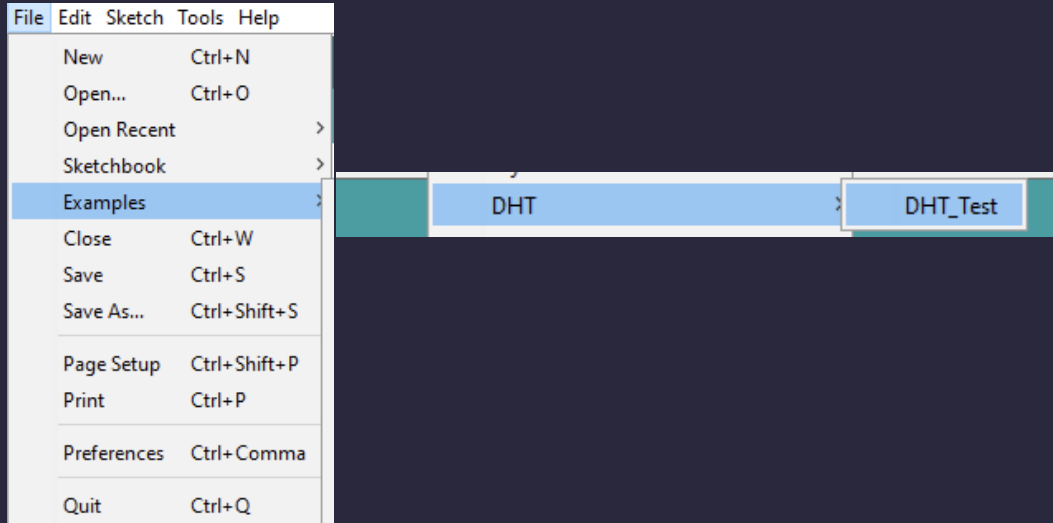 File Edit Sketch Tools Help
New Ctrl+N
Open... Ctrl+O
Open Recent
Sketchbook
Examples
DHT
DHT_Test
Close Ctrl+W
Save Ctrl+S
Save As... Ctrl+Shift+S
Page Setup Ctrl+Shift+P
Print Ctrl+P
Preferences Ctrl+Comma
Quit Ctrl+Q